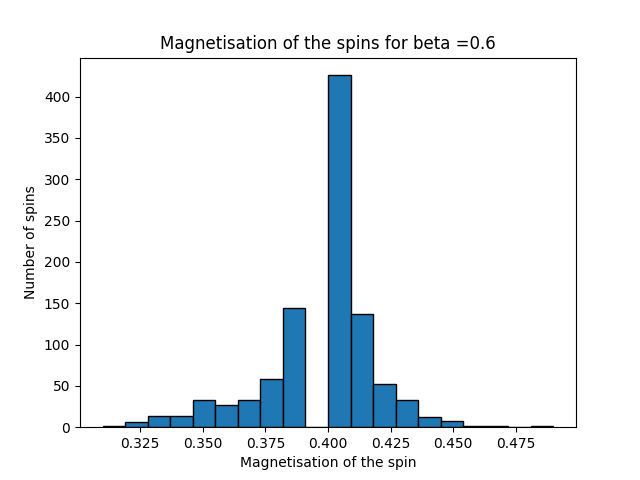 Magnetisation of the spins for beta =0.6
400
350
300
250
200
150
100
50
0
Number of spins
0.325 0.350 0.375 0.400 0.425 0.450 0.475
Magnetisation of the spin